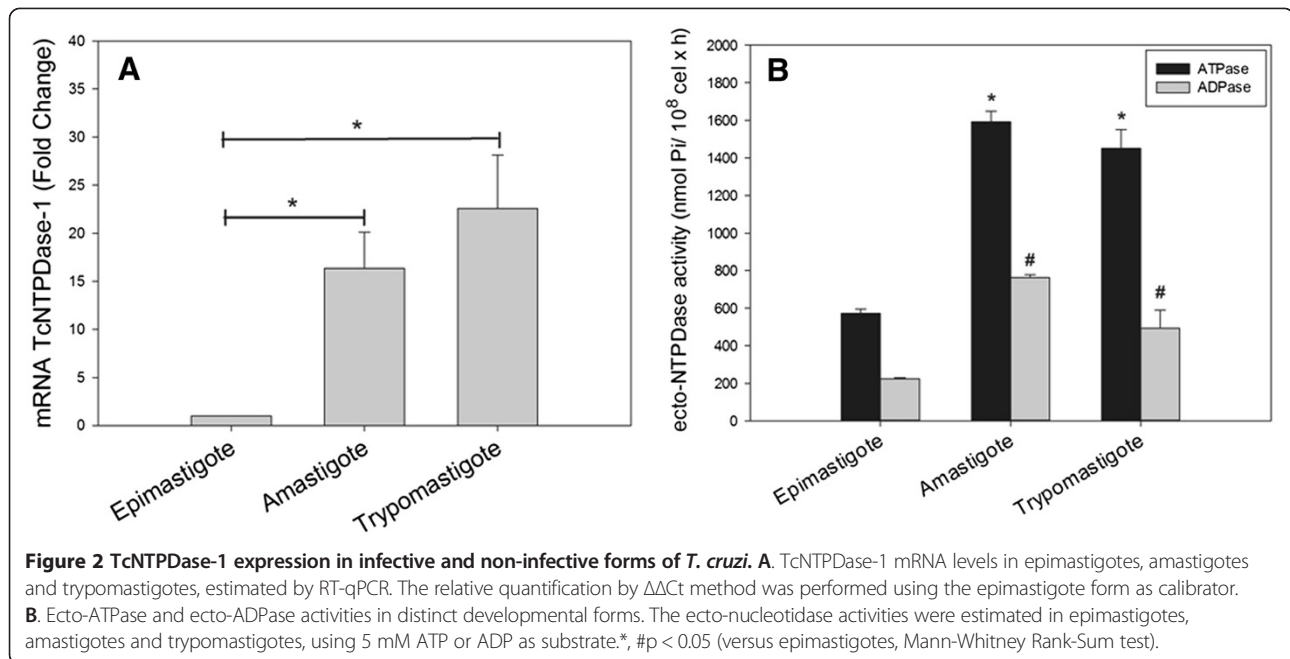 A
mRNA TcNTPDase-1 (Fold Change)
40
35
30
25
20
15
10
5
0
*
*
Epimastigote
Amastigote
Trypomastigote
B
ecto-NTPDase activity (nmol Pi/ 10⁸ cel x h)
2000
1800
1600
1400
1200
1000
800
600
400
200
0
ATPase
ADPase
*
*
#
#
Epimastigote
Amastigote
Trypomastigote
Figure 2 TcNTPDase-1 expression in infective and non-infective forms of T. cruzi. A. TcNTPDase-1 mRNA levels in epimastigotes, amastigotes
and trypomastigotes, estimated by RT-qPCR. The relative quantification by ΔΔCt method was performed using the epimastigote form as calibrator.
B. Ecto-ATPase and ecto-ADPase activities in distinct developmental forms. The ecto-nucleotidase activities were estimated in epimastigotes,
amastigotes and trypomastigotes, using 5 mM ATP or ADP as substrate.*, #p < 0.05 (versus epimastigotes, Mann-Whitney Rank-Sum test).